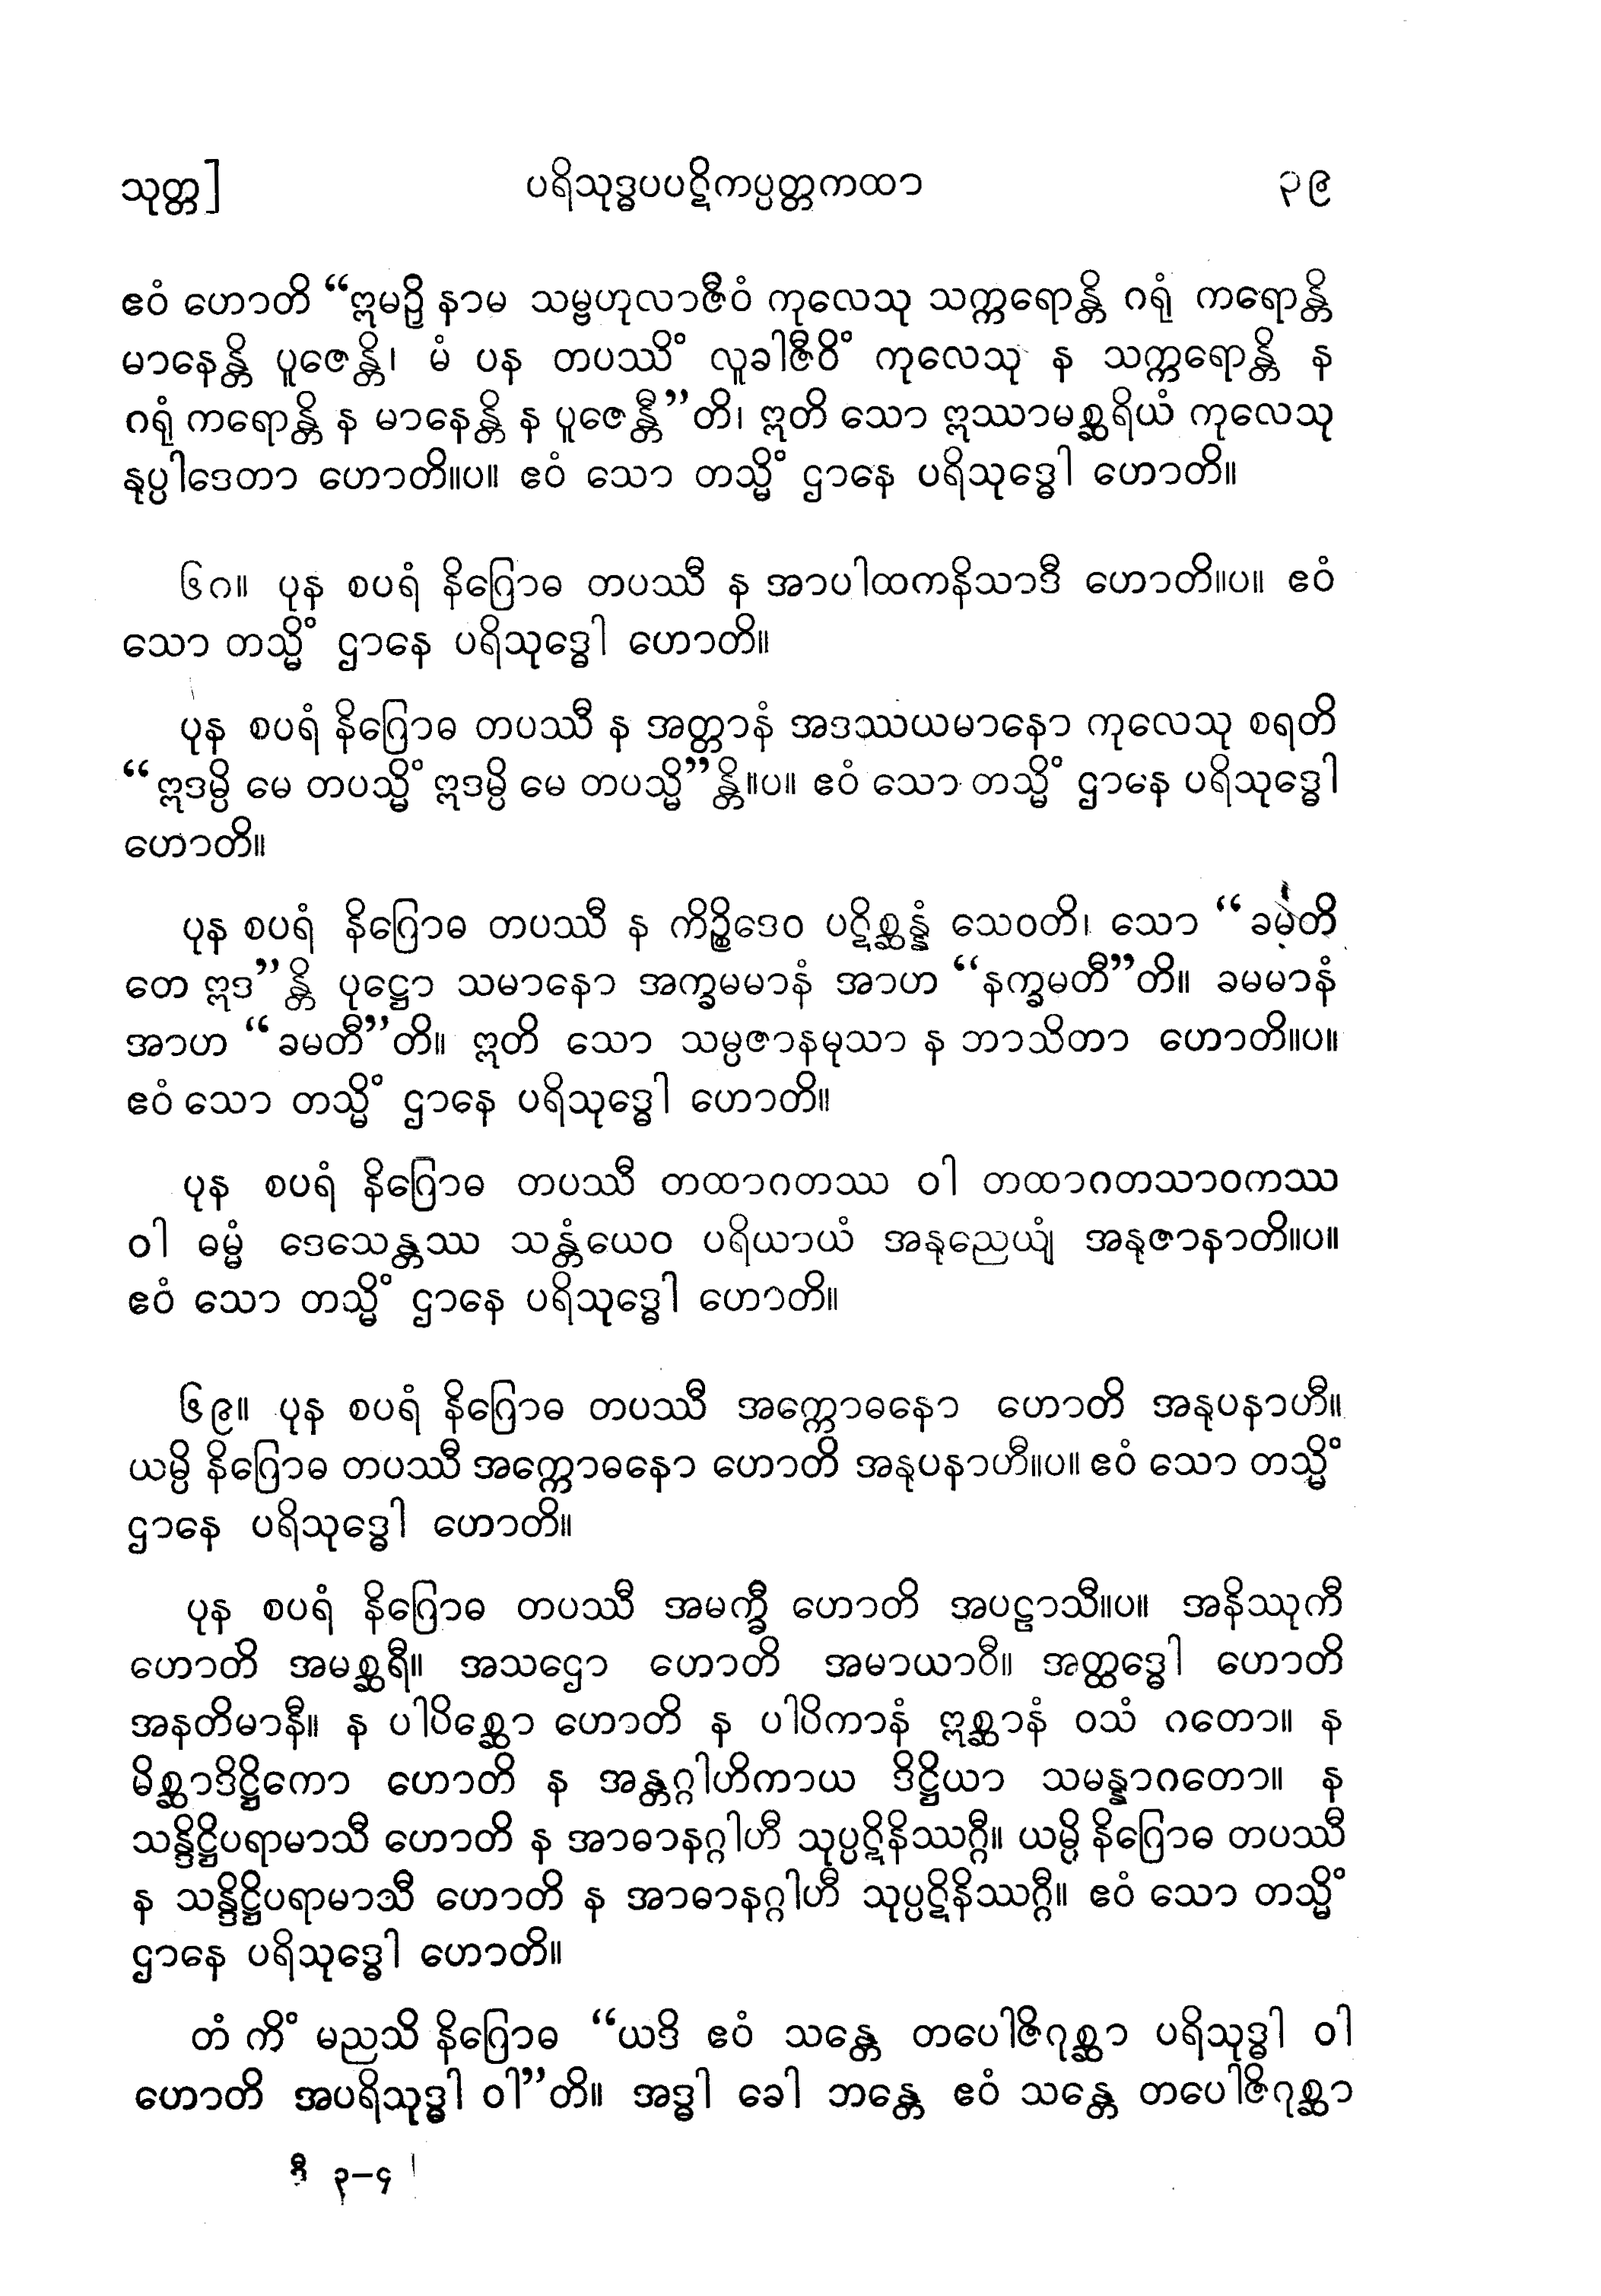 သုတ္တ] ပရိသုဒ္ဓပပဋိကပ္ပတ္တကထာ ၃၉
ဧဝံ ဟောတိ “ဣမဉှိ နာမ သမ္ဗဟုလာဇီဝံ ကုလေသု သက္ကရောန္တိ ဂရုံ ကရောန္တိ
မာနေန္တိ ပူဇေန္တိ၊ မံ ပန တပဿိံ လူခါဇီဝိံ ကုလေသု န သက္ကရောန္တိ န
ဂရုံ ကရောန္တိ န မာနေန္တိ န ပူဇေန္တီ”တိ၊ ဣတိ သော ဣဿာမစ္ဆရိယံ ကုလေသု
နုပ္ပါဒေတာ ဟောတိ။ပ။ ဧဝံ သော တသ္မိံ ဌာနေ ပရိသုဒ္ဓေါ ဟောတိ။
၆ဂ။ ပုန စပရံ နိဂြောဓ တပဿီ န အာပါထကနိသာဒီ ဟောတိ။ပ။ ဧဝံ
သော တသ္မိံ ဌာနေ ပရိသုဒ္ဓေါ ဟောတိ။
ပုန စပရံ နိဂြောဓ တပဿီ န အတ္တာနံ အဒဿယမာနော ကုလေသု စရတိ
“ဣဒမ္ပိ မေ တပသ္မိံ ဣဒမ္ပိ မေ တပသ္မိ”န္တိ။ပ။ ဧဝံ သော တသ္မိံ ဌာနေ ပရိသုဒ္ဓေါ
ဟောတိ။
ပုန စပရံ နိဂြောဓ တပဿီ န ကိဉ္စိဒေဝ ပဋိစ္ဆန္နံ သေဝတိ၊ သော “ခမတိ
တေ ဣဒ”န္တိ ပုဋ္ဌော သမာနော အက္ခမမာနံ အာဟ “နက္ခမတီ”တိ။ ခမမာနံ
အာဟ “ခမတီ”တိ။ ဣတိ သော သမ္ပဇာနမုသာ န ဘာသိတာ ဟောတိ။ပ။
ဧဝံ သော တသ္မိံ ဌာနေ ပရိသုဒ္ဓေါ ဟောတိ။
ပုန စပရံ နိဂြောဓ တပဿီ တထာဂတဿ ဝါ တထာဂတသာဝကဿ
ဝါ ဓမ္မံ ဒေသေန္တဿ သန္တံယေဝ ပရိယာယံ အနုညေယျံ အနုဇာနာတိ။ပ။
ဧဝံ သော တသ္မိံ ဌာနေ ပရိသုဒ္ဓေါ ဟောတိ။
၆၉။ ပုန စပရံ နိဂြောဓ တပဿီ အက္ကောဓနော ဟောတိ အနုပနာဟီ။
ယမ္ပိ နိဂြောဓ တပဿီ အက္ကောဓနော ဟောတိ အနုပနာဟီ။ပ။ ဧဝံ သော တသ္မိံ
ဌာနေ ပရိသုဒ္ဓေါ ဟောတိ။
ပုန စပရံ နိဂြောဓ တပဿီ အမက္ခီ ဟောတိ အပဠာသီ။ပ။ အနိဿုကီ
ဟောတိ အမစ္ဆရီ။ အသဌော ဟောတိ အမာယာဝီ။ အတ္ထဒ္ဓေါ ဟောတိ
အနတိမာနီ။ န ပါပိစ္ဆော ဟောတိ န ပါပိကာနံ ဣစ္ဆာနံ ဝသံ ဂတော။ န
မိစ္ဆာဒိဋ္ဌိကော ဟောတိ န အန္တဂ္ဂါဟိကာယ ဒိဋ္ဌိယာ သမန္နာဂတော။ န
သန္ဒိဋ္ဌိပရာမာသီ ဟောတိ န အာဓာနဂ္ဂါဟီ သုပ္ပဋိနိဿဂ္ဂီ။ ယမ္ပိ နိဂြောဓ တပဿီ
န သန္ဒိဋ္ဌိပရာမာသီ ဟောတိ န အာဓာနဂ္ဂါဟီ သုပ္ပဋိနိဿဂ္ဂီ။ ဧဝံ သော တသ္မိံ
ဌာနေ ပရိသုဒ္ဓေါ ဟောတိ။
တံ ကိံ မညသိ နိဂြောဓ “ယဒိ ဧဝံ သန္တေ တပေါဇိဂုစ္ဆာ ပရိသုဒ္ဓါ ဝါ
ဟောတိ အပရိသုဒ္ဓါ ဝါ”တိ။ အဒ္ဓါ ခေါ ဘန္တေ ဧဝံ သန္တေ တပေါဇိဂုစ္ဆာ
ဒီ ၃–၄